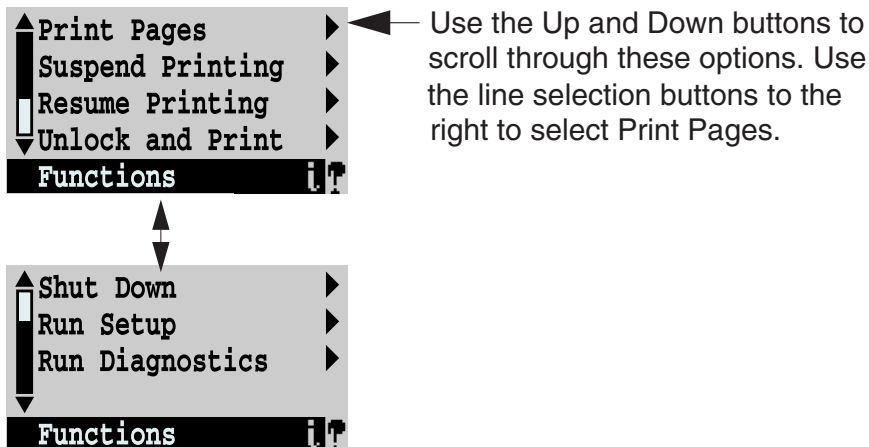 Print Pages
Suspend Printing
Resume Printing
Unlock and Print
Functions i ?
Use the Up and Down buttons to
scroll through these options. Use
the line selection buttons to the
right to select Print Pages.
Shut Down
Run Setup
Run Diagnostics
Functions i ?